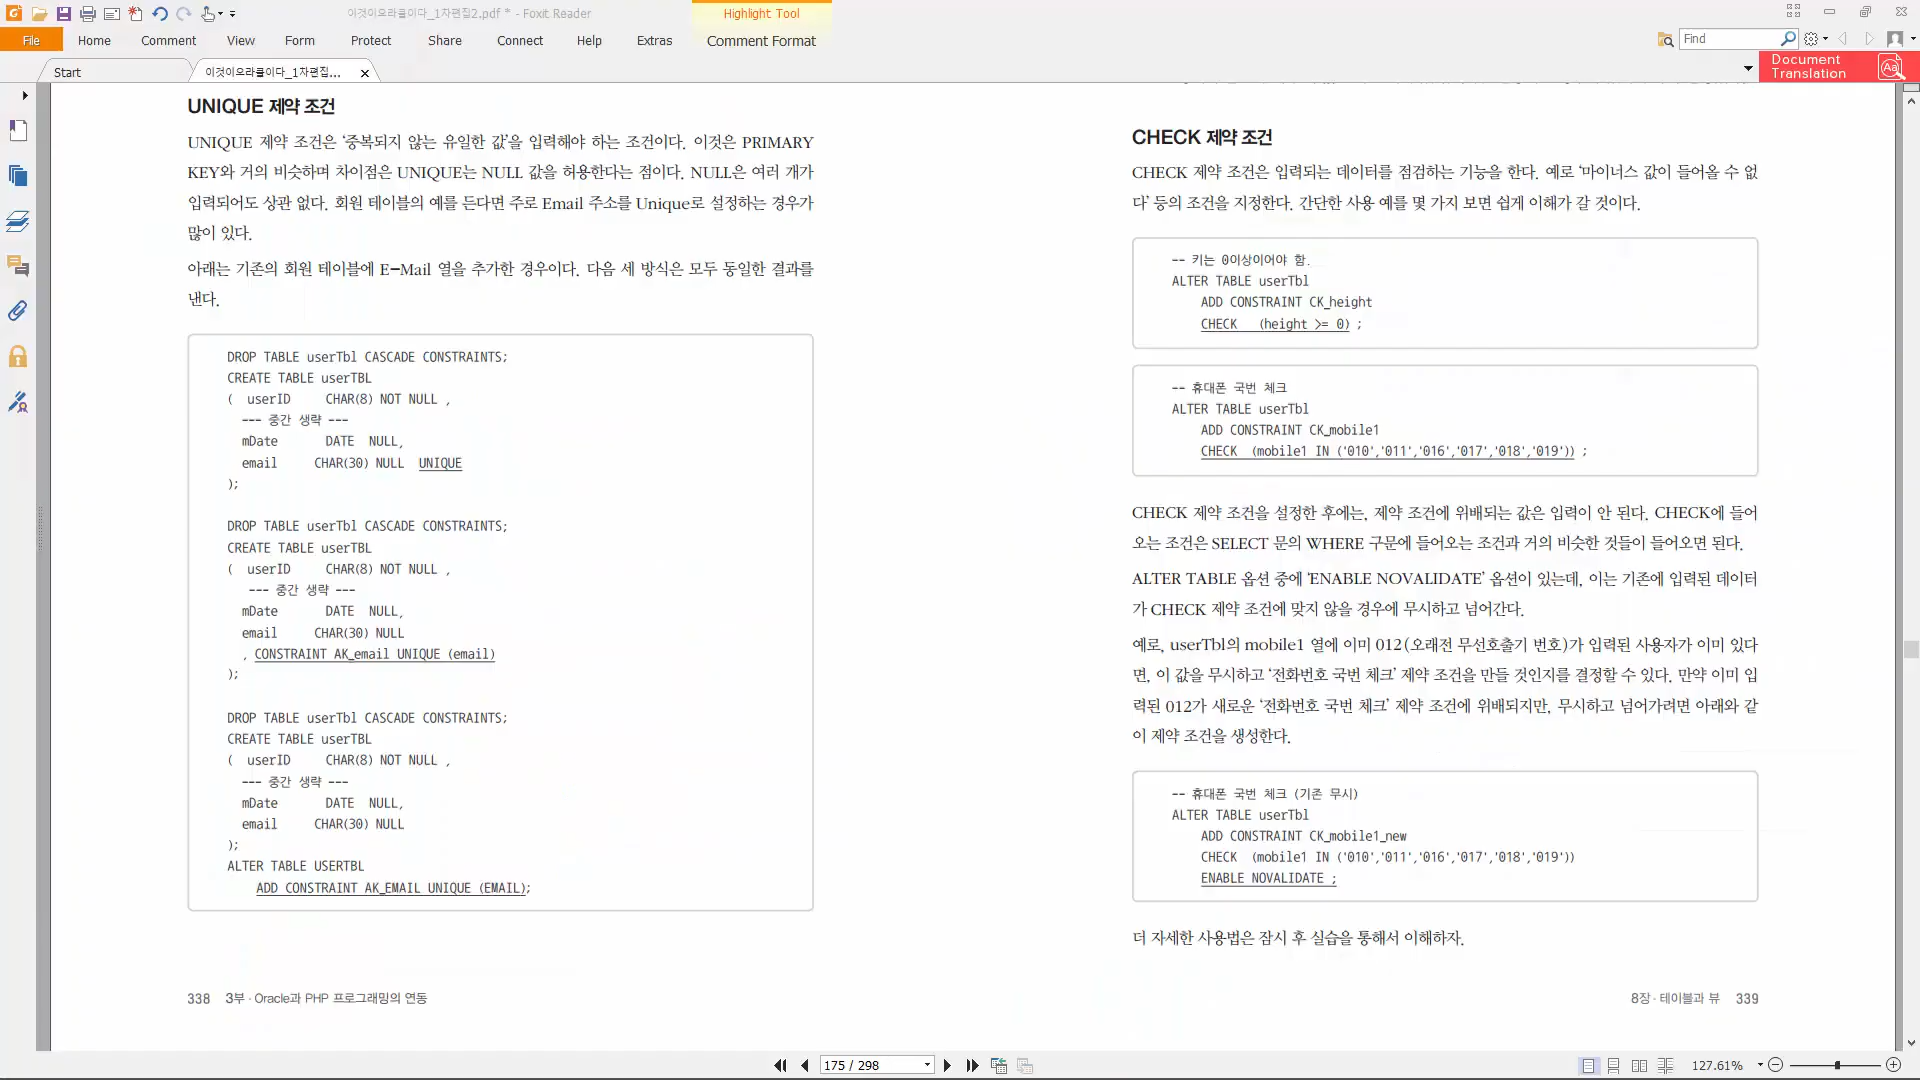 이것이오라클이다_1차편집2.pdf * - Foxit Reader
Highlight Tool
File
Home
Comment
View
Form
Protect
Share
Connect
Help
Extras
Comment Format
Find
Start
이것이오라클이다_1차편집...
Document
Translation
UNIQUE 제약 조건
UNIQUE 제약 조건은 ‘중복되지 않는 유일한 값’을 입력해야 하는 조건이다. 이것은 PRIMARY
KEY와 거의 비슷하며 차이점은 UNIQUE는 NULL 값을 허용한다는 점이다. NULL은 여러 개가
입력되어도 상관 없다. 회원 테이블의 예를 든다면 주로 Email 주소를 Unique로 설정하는 경우가
많이 있다.
아래는 기존의 회원 테이블에 E-Mail 열을 추가한 경우이다. 다음 세 방식은 모두 동일한 결과를
낸다.
DROP TABLE userTbl CASCADE CONSTRAINTS;
CREATE TABLE userTBL
( userID CHAR(8) NOT NULL ,
--- 중간 생략 ---
mDate DATE NULL,
email CHAR(30) NULL UNIQUE
);
DROP TABLE userTbl CASCADE CONSTRAINTS;
CREATE TABLE userTBL
( userID CHAR(8) NOT NULL ,
--- 중간 생략 ---
mDate DATE NULL,
email CHAR(30) NULL
, CONSTRAINT AK_email UNIQUE (email)
);
DROP TABLE userTbl CASCADE CONSTRAINTS;
CREATE TABLE userTBL
( userID CHAR(8) NOT NULL ,
--- 중간 생략 ---
mDate DATE NULL,
email CHAR(30) NULL
);
ALTER TABLE USERTBL
ADD CONSTRAINT AK_EMAIL UNIQUE (EMAIL);
338 3부 · Oracle과 PHP 프로그래밍의 연동
CHECK 제약 조건
CHECK 제약 조건은 입력되는 데이터를 점검하는 기능을 한다. 예로 ‘마이너스 값이 들어올 수 없
다’ 등의 조건을 지정한다. 간단한 사용 예를 몇 가지 보면 쉽게 이해가 갈 것이다.
-- 키는 0이상이어야 함.
ALTER TABLE userTbl
ADD CONSTRAINT CK_height
CHECK (height >= 0) ;
-- 휴대폰 국번 체크
ALTER TABLE userTbl
ADD CONSTRAINT CK_mobile1
CHECK (mobile1 IN ('010','011','016','017','018','019')) ;
CHECK 제약 조건을 설정한 후에는, 제약 조건에 위배되는 값은 입력이 안 된다. CHECK에 들어
오는 조건은 SELECT 문의 WHERE 구문에 들어오는 조건과 거의 비슷한 것들이 들어오면 된다.
ALTER TABLE 옵션 중에 ‘ENABLE NOVALIDATE’ 옵션이 있는데, 이는 기존에 입력된 데이터
가 CHECK 제약 조건에 맞지 않을 경우에 무시하고 넘어간다.
예로, userTbl의 mobile1 열에 이미 012(오래전 무선호출기 번호)가 입력된 사용자가 이미 있다
면, 이 값을 무시하고 ‘전화번호 국번 체크’ 제약 조건을 만들 것인지를 결정할 수 있다. 만약 이미 입
력된 012가 새로운 ‘전화번호 국번 체크’ 제약 조건에 위배되지만, 무시하고 넘어가려면 아래와 같
이 제약 조건을 생성한다.
-- 휴대폰 국번 체크 (기존 무시)
ALTER TABLE userTbl
ADD CONSTRAINT CK_mobile1_new
CHECK (mobile1 IN ('010','011','016','017','018','019'))
ENABLE NOVALIDATE ;
더 자세한 사용법은 잠시 후 실습을 통해서 이해하자.
8장 · 테이블과 뷰 339
175 / 298
127.61%